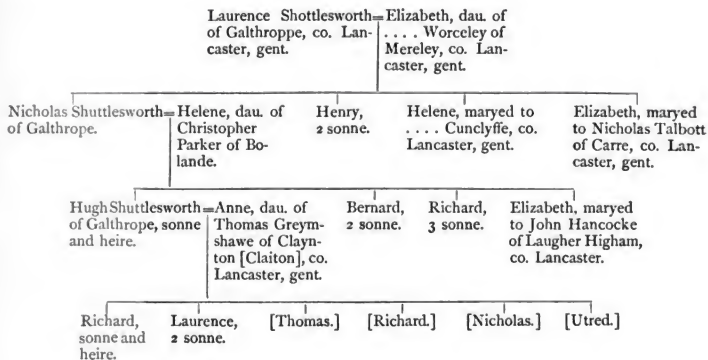 Laurence Shottlesworth=Elizabeth, dau. of
of Galthroppe, co. Lan-
caster, gent.
.... Worceley of
Mereley, co. Lan-
caster, gent.
Nicholas Shuttlesworth=
of Galthrope.
Helene, dau. of
Christopher
Parker of Bo-
lande.
Henry,
2 sonne.
Helene, maryed to
.... Cunclyffe, co.
Lancaster, gent.
Elizabeth, maryed
to Nicholas Talbott
of Carre, co. Lan-
caster, gent.
Hugh Shuttlesworth=
of Galthrope, sonne
and heire.
Anne, dau. of
Thomas Greym-
shawe of Clayn-
ton [Claiton], co.
Lancaster, gent.
Bernard,
2 sonne.
Richard,
3 sonne.
Elizabeth, maryed
to John Hancocke
of Laugher Higham,
co. Lancaster.
Richard,
sonne and
heire.
Laurence,
2 sonne.
[Thomas.]
[Richard.]
[Nicholas.]
[Utred.]